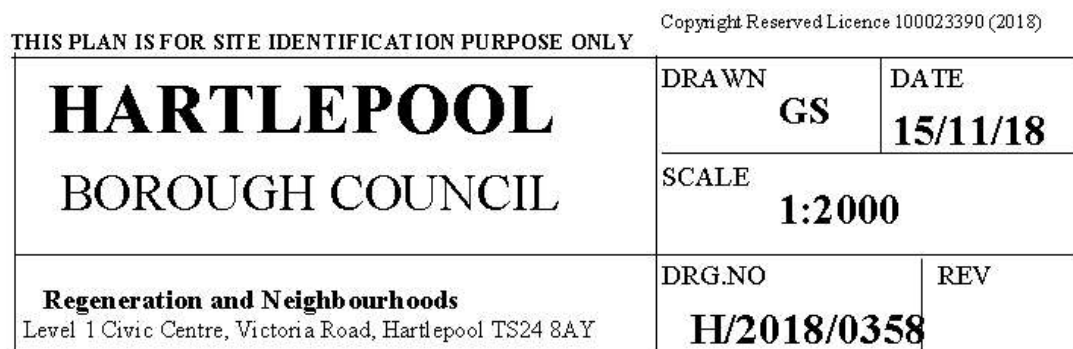 Copyright Reserved Licence 100023390 (2018)
THIS PLAN IS FOR SITE IDENTIFICATION PURPOSE ONLY
HARTLEPOOL
BOROUGH COUNCIL
DRAWN
GS
DATE
15/11/18
SCALE
1:2000
Regeneration and Neighbourhoods
Level 1 Civic Centre, Victoria Road, Hartlepool TS24 8AY
DRG.NO
H/2018/0358
REV